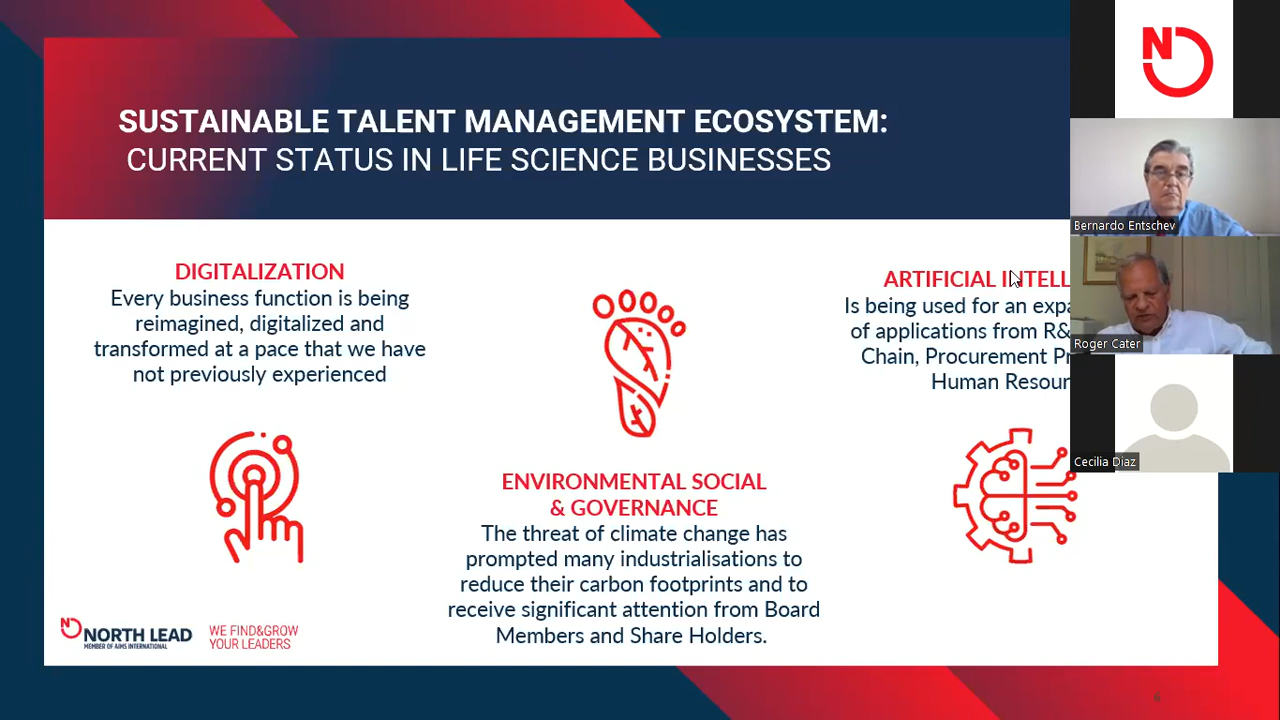 SUSTAINABLE TALENT MANAGEMENT ECOSYSTEM:
CURRENT STATUS IN LIFE SCIENCE BUSINESSES
DIGITALIZATION
Every business function is being
reimagined, digitalized and
transformed at a pace that we have
not previously experienced
ENVIRONMENTAL SOCIAL
& GOVERNANCE
The threat of climate change has
prompted many industrialisations to
reduce their carbon footprints and to
receive significant attention from Board
Members and Share Holders.
ARTIFICIAL
Is being used for an
of applications from
Chain, Procurement
Human
N
NORTH LEAD
MEMBER OF AIMS INTERNATIONAL
WE FIND&GROW
YOUR LEADERS
N
Bernardo Entschev
Roger Cater
Cecilia Diaz
6